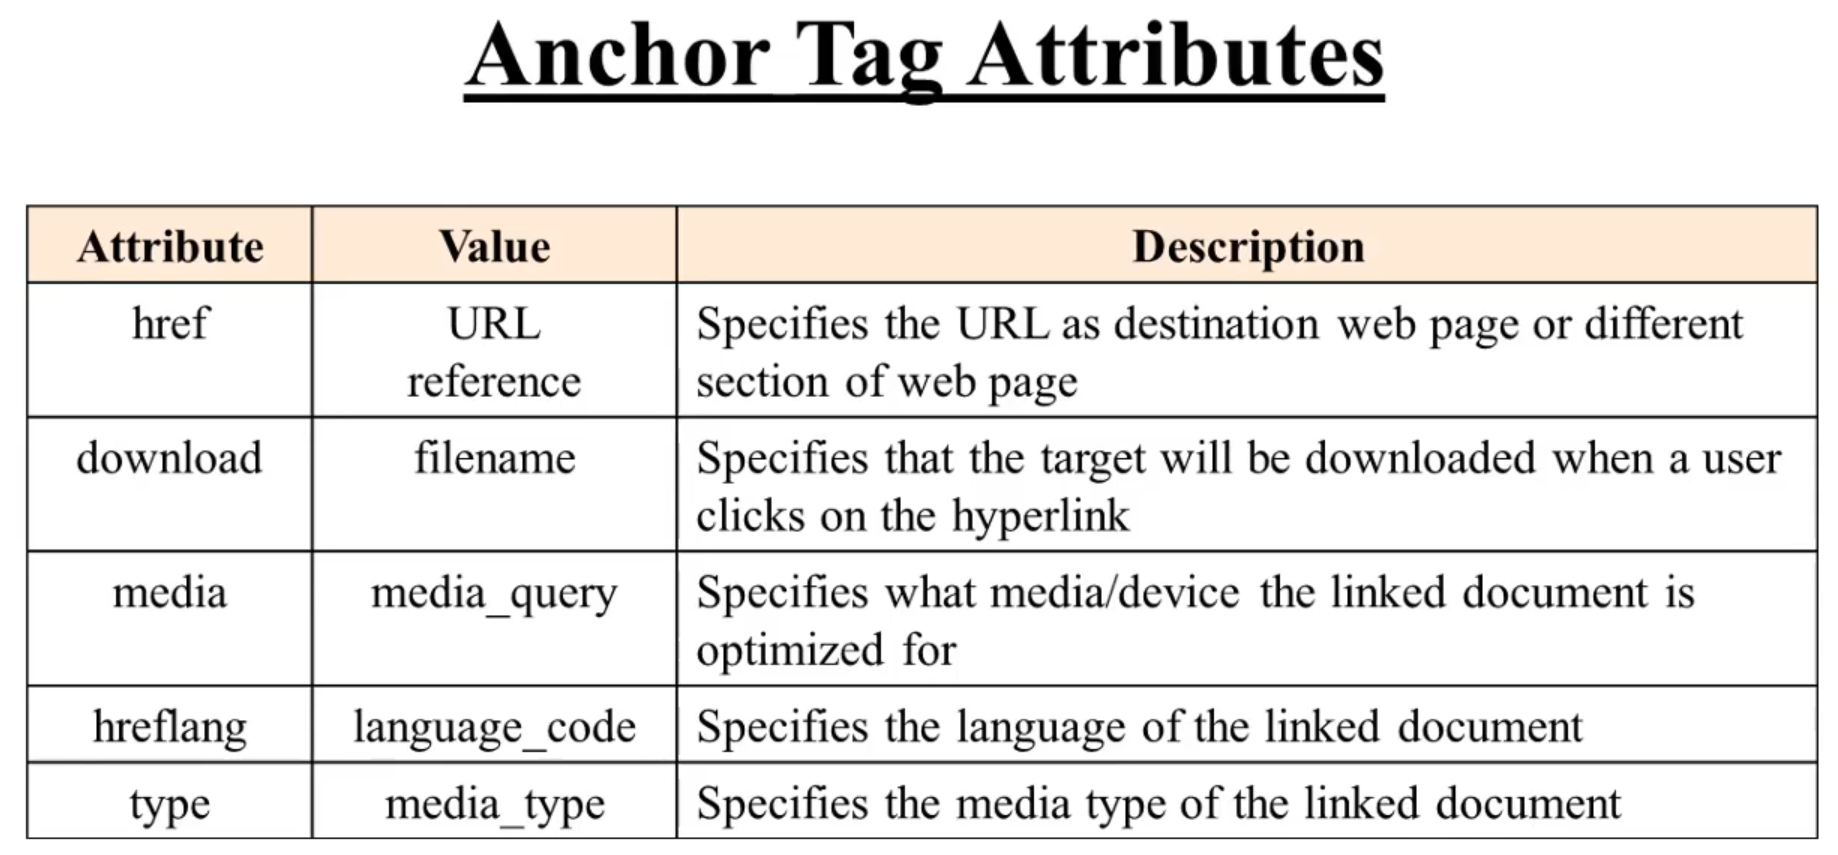 Anchor Tag Attributes
Attribute Value Description
href URL Specifies the URL as destination web page or different
reference section of web page
download filename Specifies that the target will be downloaded when a user
clicks on the hyperlink
media media_query Specifies what media/device the linked document is
optimized for
hreflang language_code Specifies the language of the linked document
type media_type Specifies the media type of the linked document